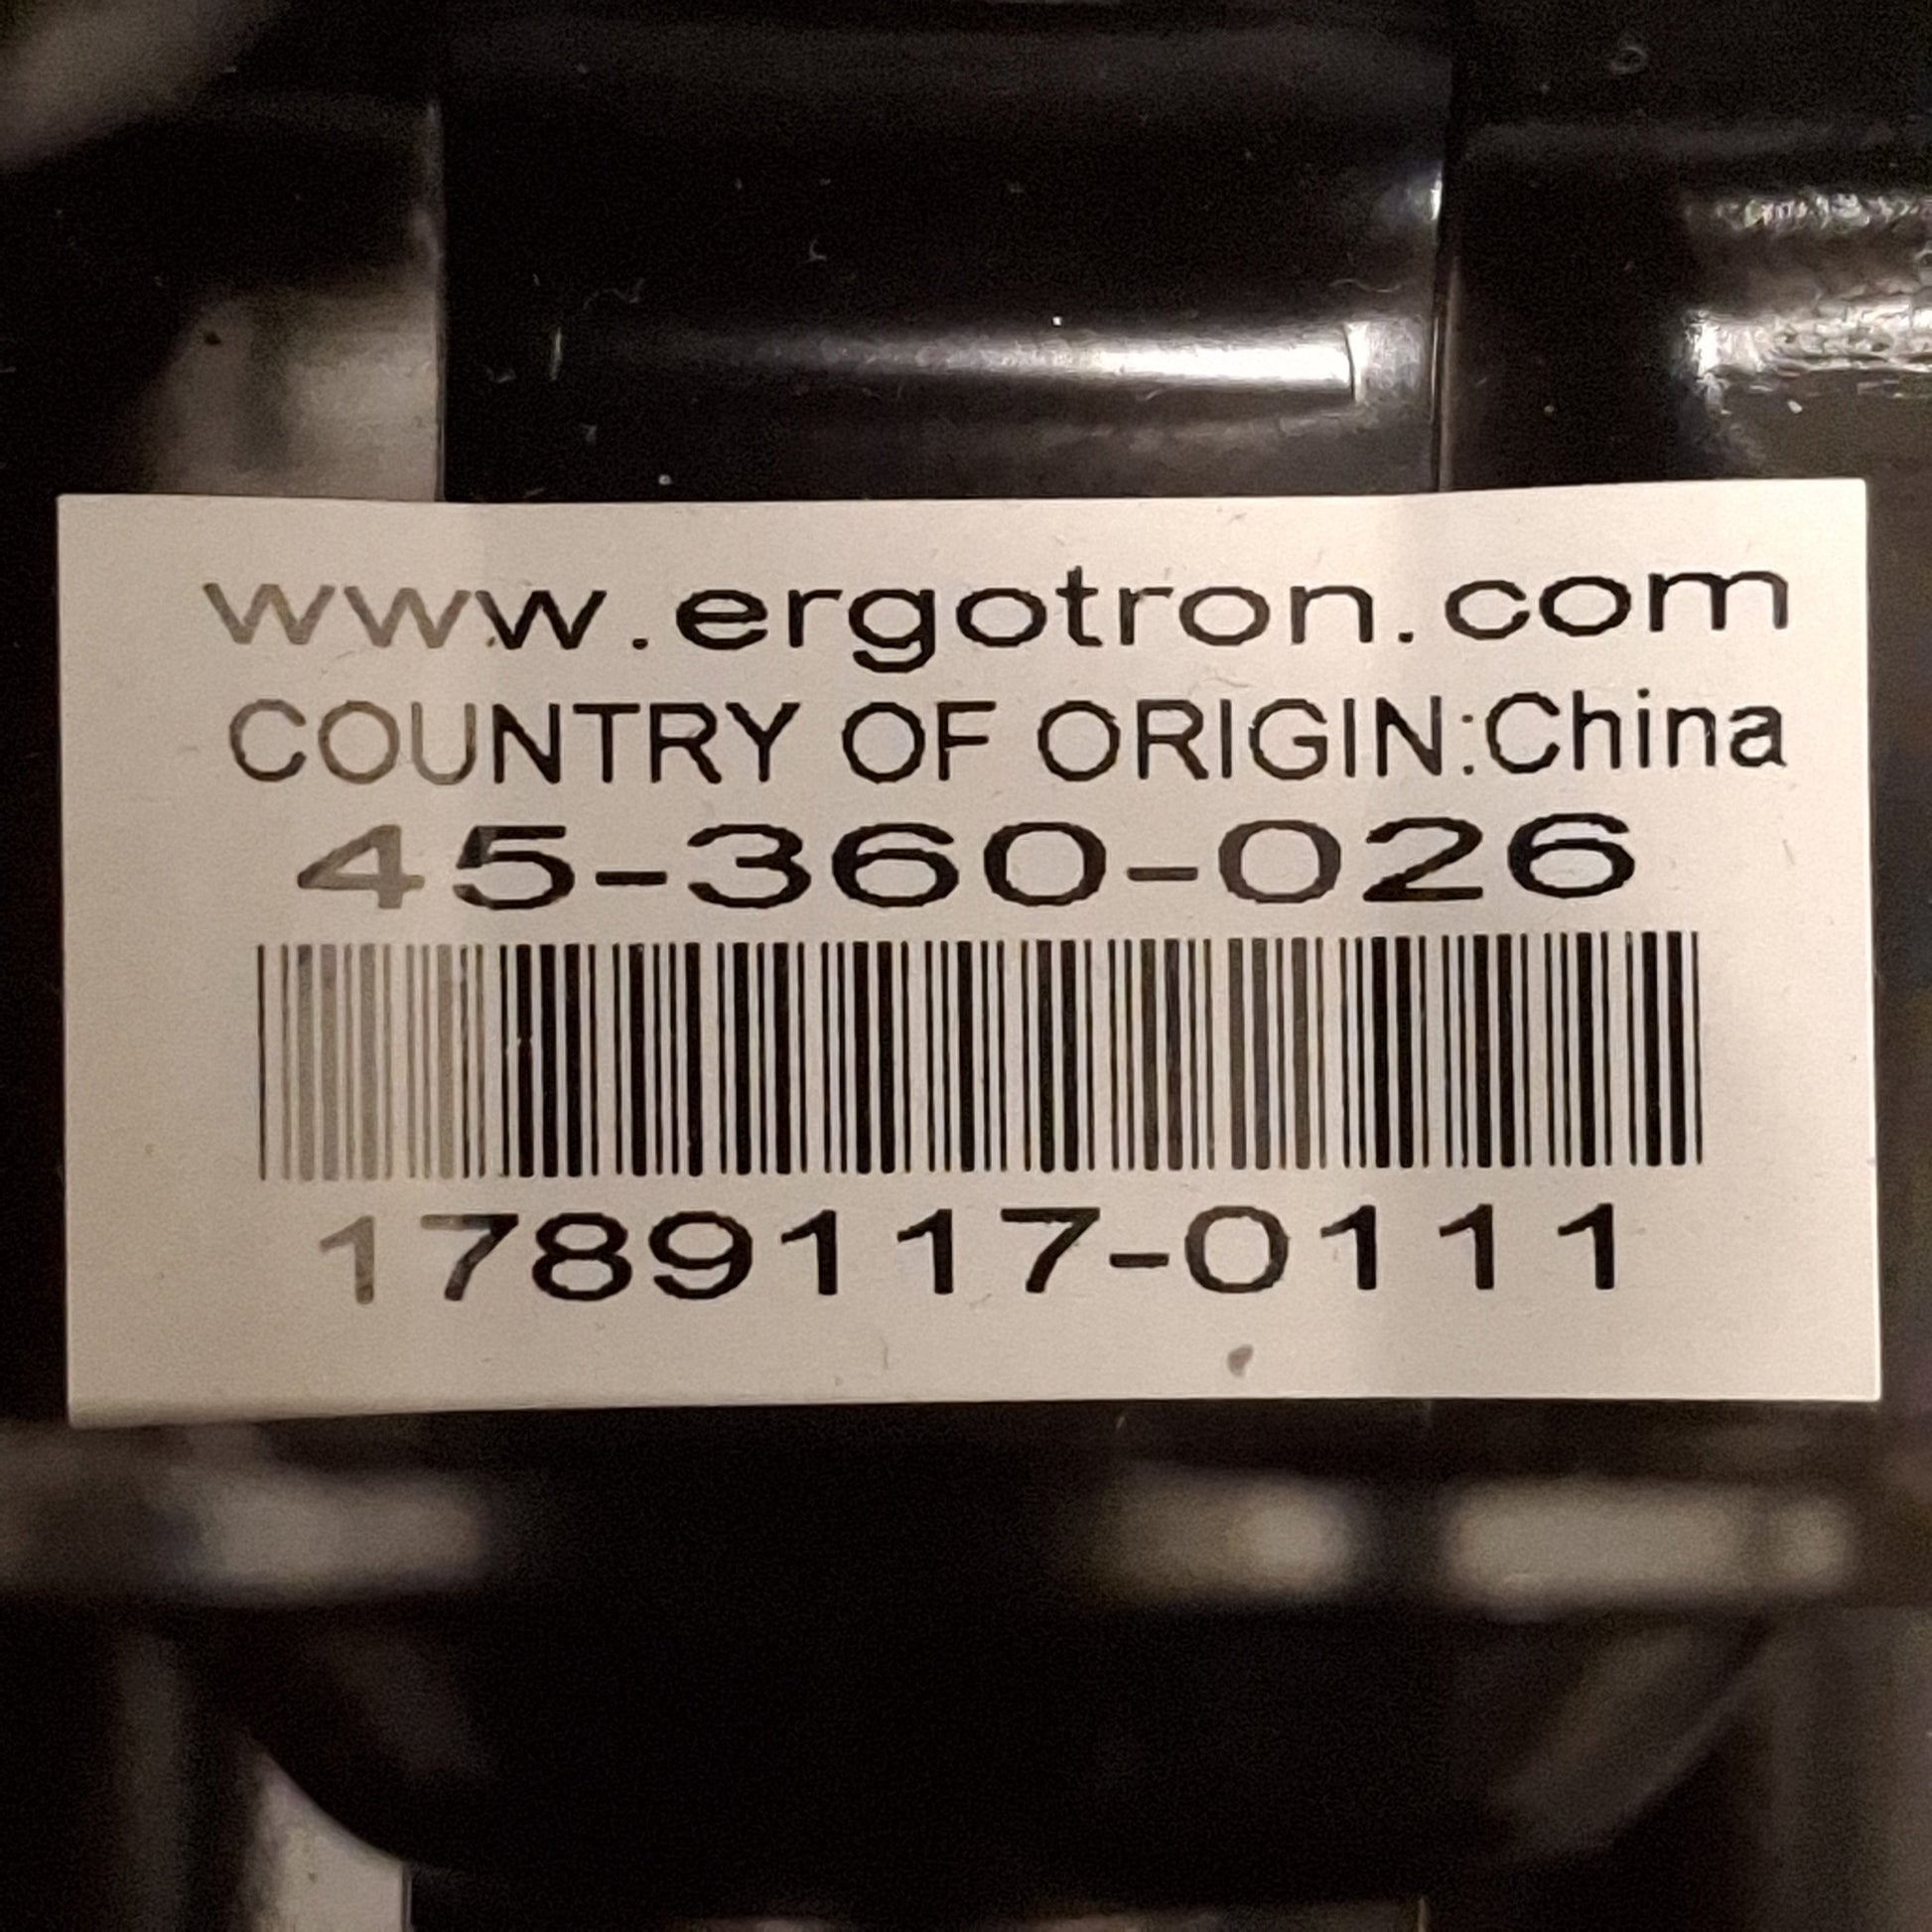 www.ergotron.com
COUNTRY OF ORIGIN:China
45-360-026
1789117-0111